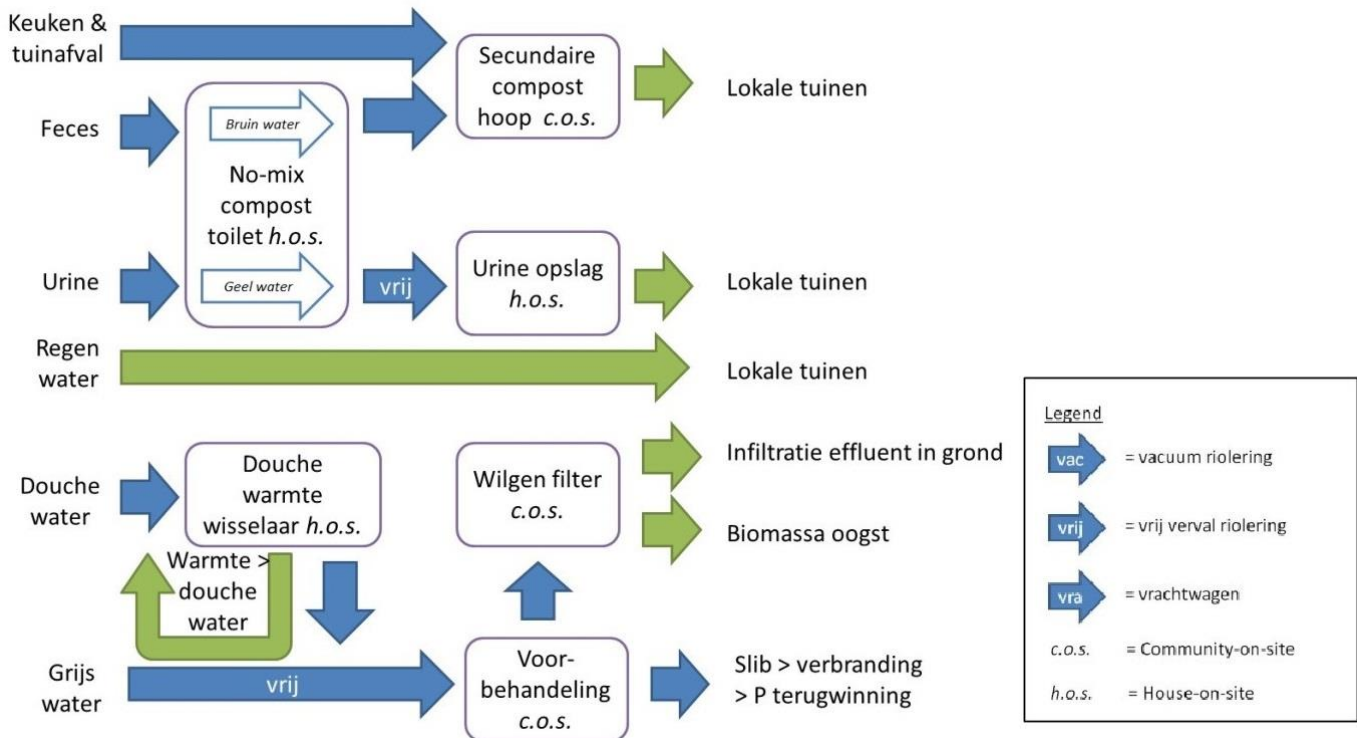 Keuken &
tuinafval
Secundaire
compost
hoop c.o.s.
Lokale tuinen
Feces
Bruin water
No-mix
compost
toilet h.o.s.
Urine
Geel water
vrij
Urine opslag
h.o.s.
Lokale tuinen
Regen
water
Lokale tuinen
Douche
water
Douche
warmte
wisselaar h.o.s.
Wilgen filter
c.o.s.
Infiltratie effluent in grond
Biomassa oogst
Warmte >
douche
water
Grijs
water
vrij
Voor-
behandeling
c.o.s.
Slib > verbranding
> P terugwinning
Legend
vac = vacuum riolering
vrij = vrij verval riolering
vra = vrachtwagen
c.o.s. = Community-on-site
h.o.s. = House-on-site